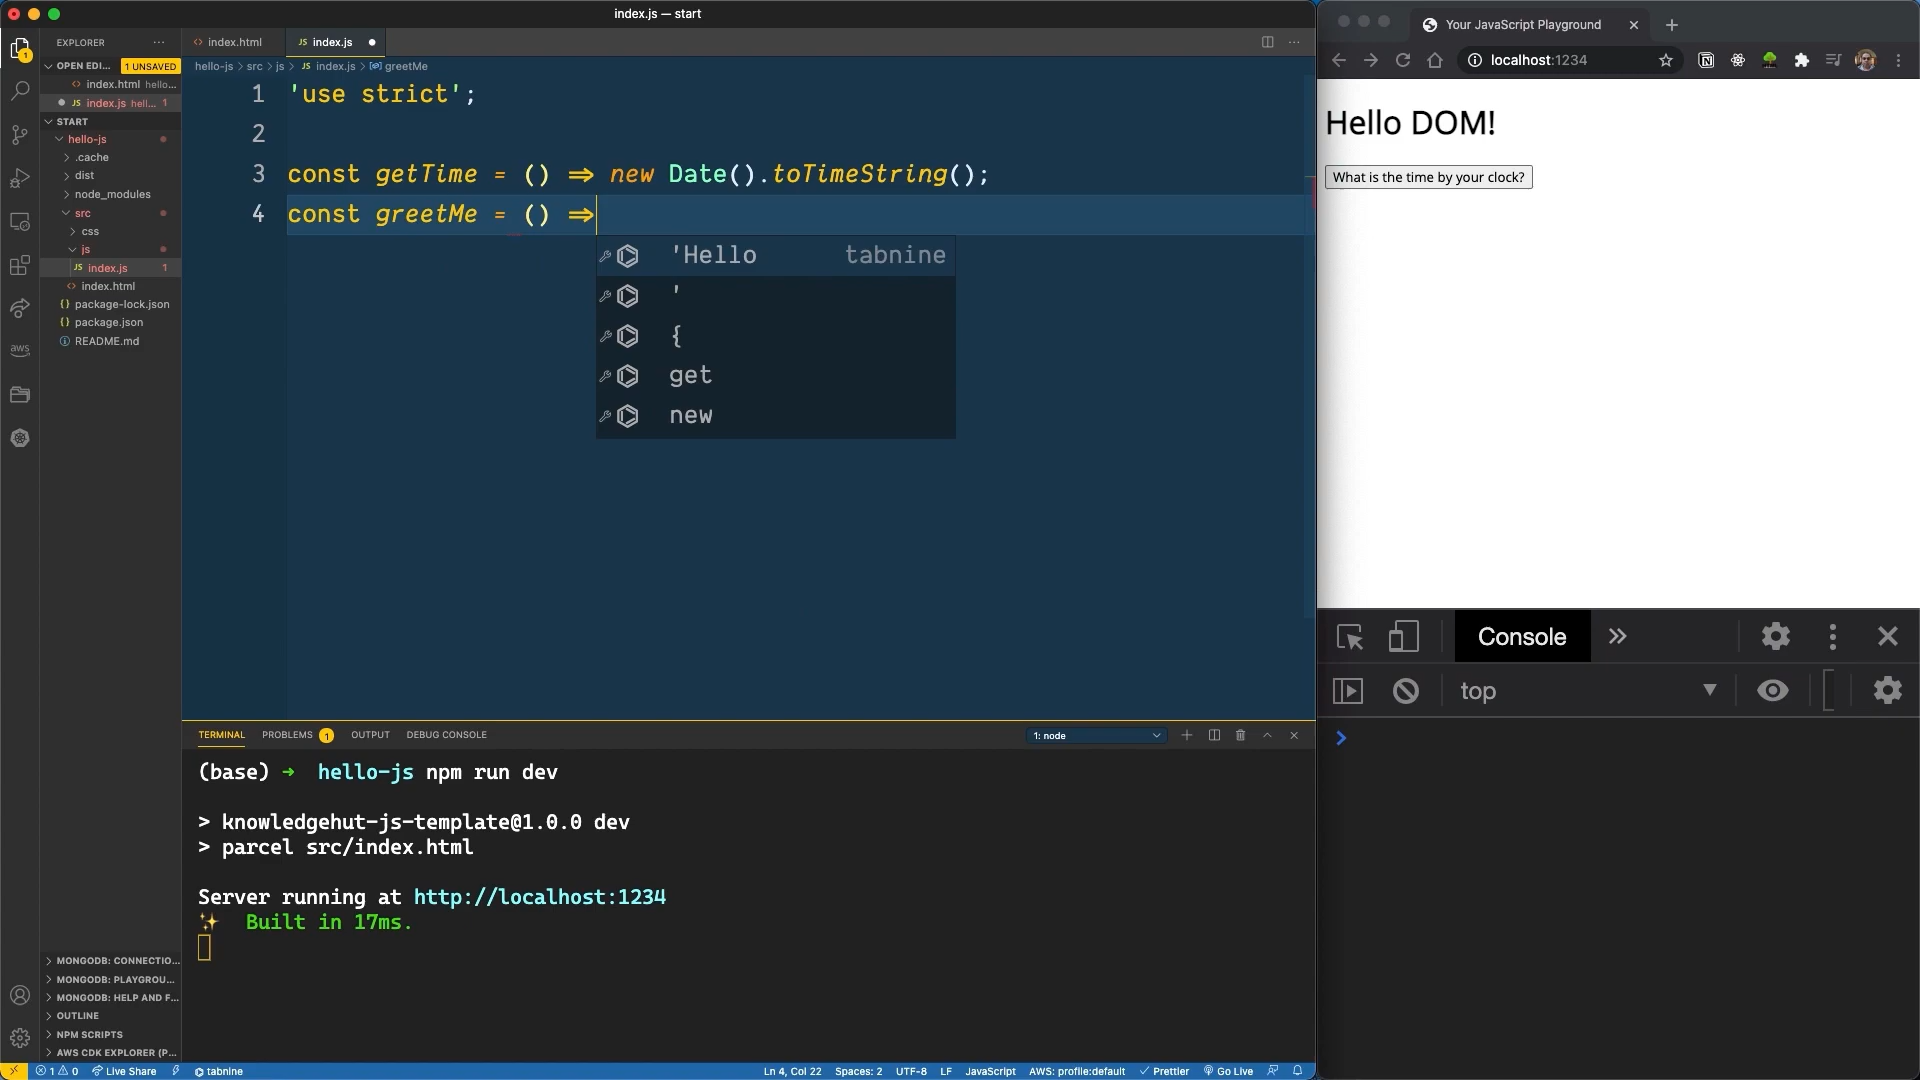 index.js — start
EXPLORER
OPEN EDI...
1 UNSAVED
index.html hello...
index.js hell... 1
START
hello-js
.cache
dist
node_modules
src
css
js
index.js 1
index.html
package-lock.json
package.json
README.md
MONGODB: CONNECTIO...
MONGODB: PLAYGROU...
MONGODB: HELP AND F...
OUTLINE
NPM SCRIPTS
AWS CDK EXPLORER (P...
aws
1
index.html
JS index.js
hello-js > src > js > JS index.js > greetMe
1 'use strict';
2
3 const getTime = () => new Date().toTimeString();
4 const greetMe = () =>
'Hello tabnine
'
{
get
new
TERMINAL PROBLEMS 1 OUTPUT DEBUG CONSOLE
1: node
(base) ➜ hello-js npm run dev
> knowledgehut-js-template@1.0.0 dev
> parcel src/index.html
Server running at http://localhost:1234
✨ Built in 17ms.
1 0 Live Share tabnine Ln 4, Col 22 Spaces: 2 UTF-8 LF JavaScript AWS: profile:default Prettier Go Live
Your JavaScript Playground
localhost:1234
Hello DOM!
What is the time by your clock?
Console
top